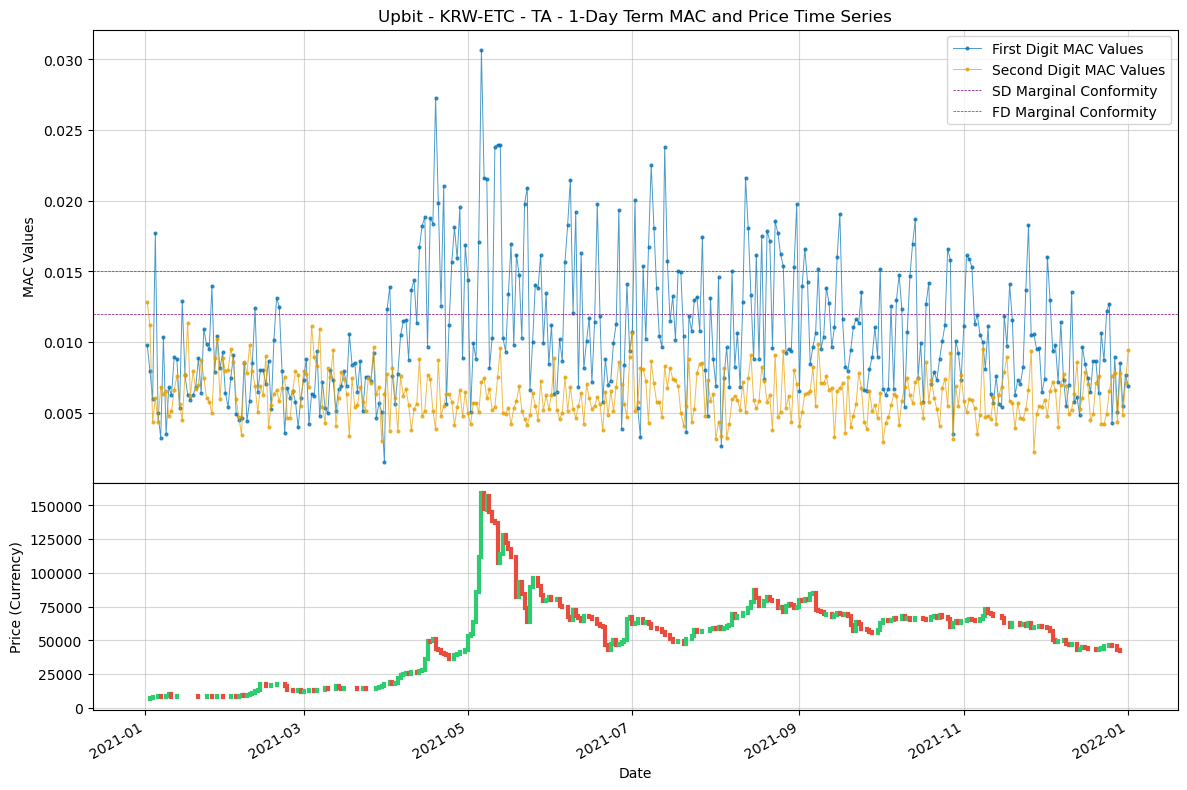 Upbit - KRW-ETC - TA - 1-Day Term MAC and Price Time Series
First Digit MAC Values
Second Digit MAC Values
SD Marginal Conformity
FD Marginal Conformity
MAC Values
0.030
0.025
0.020
0.015
0.010
0.005
Price (Currency)
150000
125000
100000
75000
50000
25000
0
2021-01
2021-03
2021-05
2021-07
2021-09
2021-11
2022-01
Date